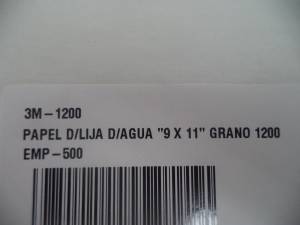 3M-1200
PAPEL D/LIJA D/AGUA "9 X 11" GRANO 1200
EMP-500